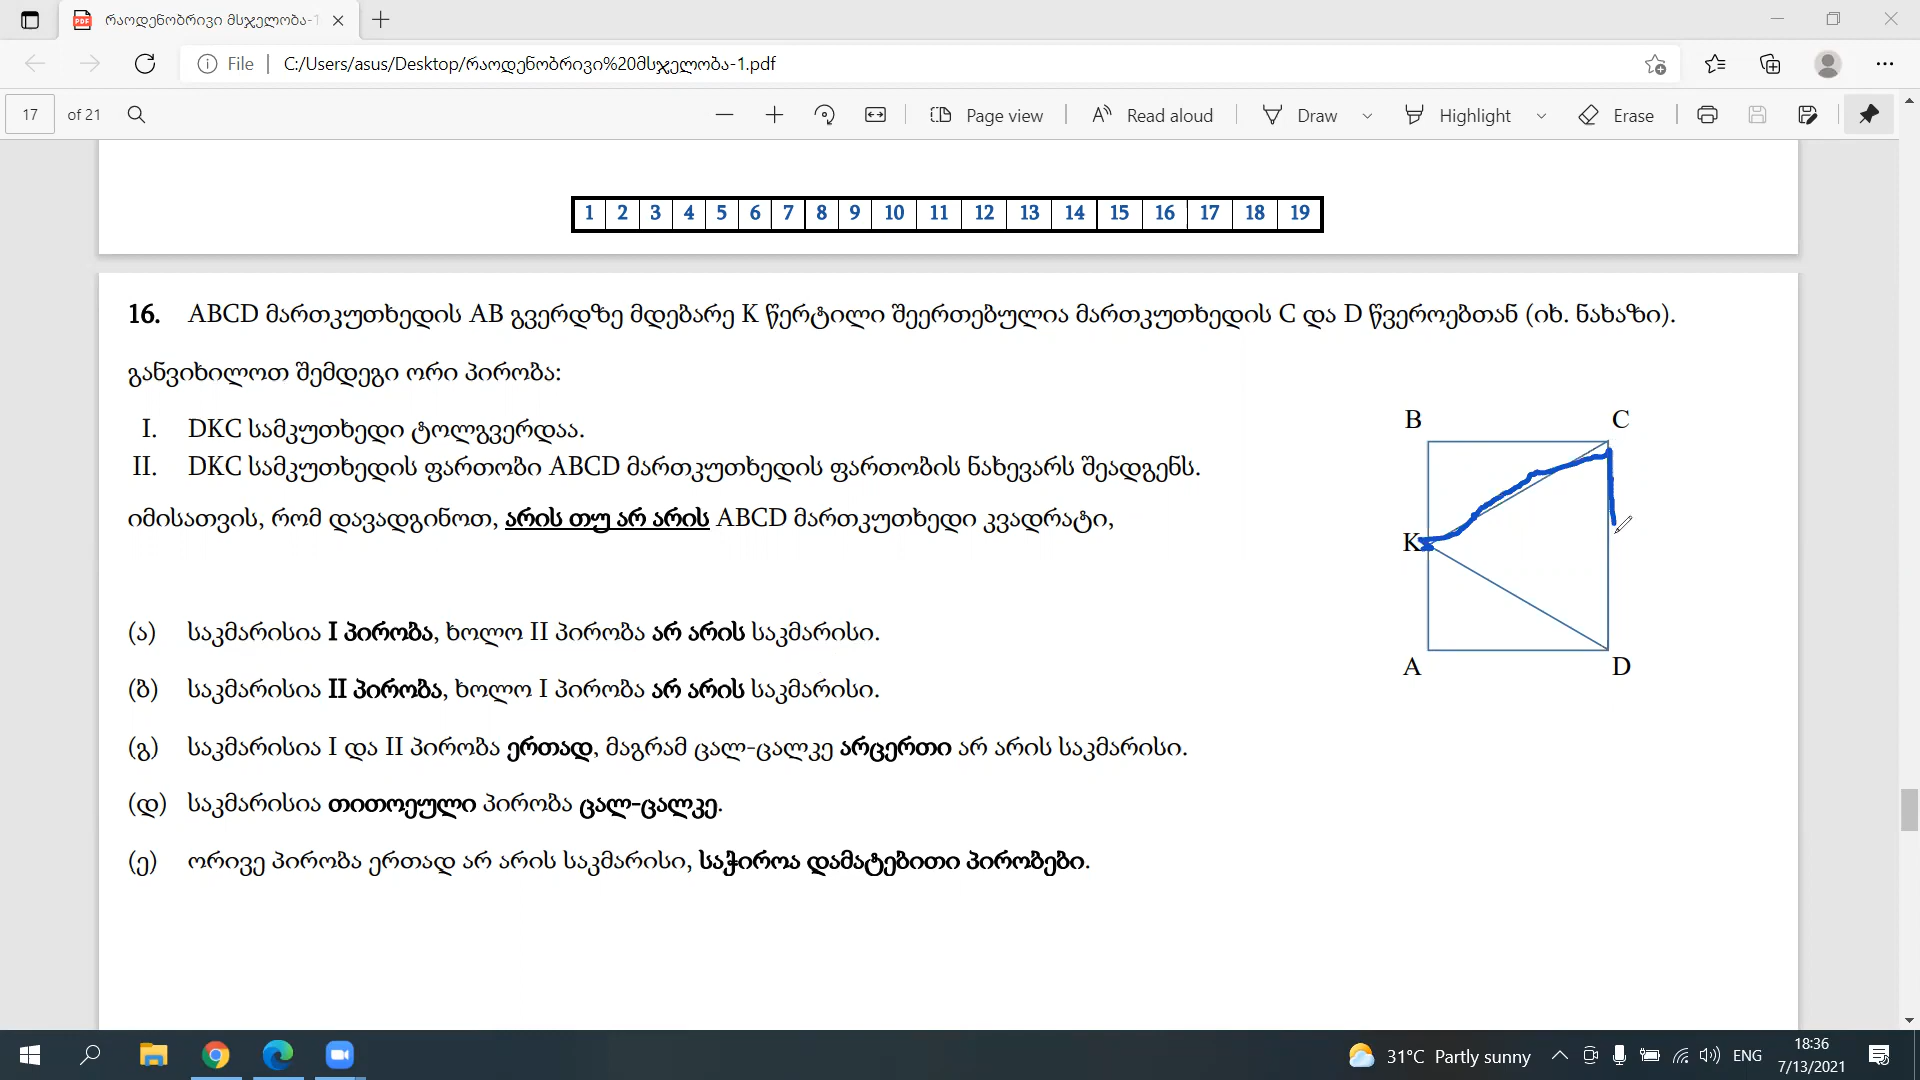 რაოდენობრივი მსჯელობა-1
File
C:/Users/asus/Desktop/რაოდენობრივი%20მსჯელობა-1.pdf
17 of 21
Page view
Read aloud
Draw
Highlight
Erase
1 2 3 4 5 6 7 8 9 10 11 12 13 14 15 16 17 18 19
16. ABCD მართკუთხედის AB გვერდზე მდებარე K წერტილი შეერთებულია მართკუთხედის C და D წვეროებთან (იხ. ნახაზი).
განვიხილოთ შემდეგი ორი პირობა:
I. DKC სამკუთხედი ტოლგვერდაა.
II. DKC სამკუთხედის ფართობი ABCD მართკუთხედის ფართობის ნახევარს შეადგენს.
იმისათვის, რომ დავადგინოთ, არის თუ არ არის ABCD მართკუთხედი კვადრატი,
B C
K
A D
(ა) საკმარისია I პირობა, ხოლო II პირობა არ არის საკმარისი.
(ბ) საკმარისია II პირობა, ხოლო I პირობა არ არის საკმარისი.
(გ) საკმარისია I და II პირობა ერთად, მაგრამ ცალ-ცალკე არცერთი არ არის საკმარისი.
(დ) საკმარისია თითოეული პირობა ცალ-ცალკე.
(ე) ორივე პირობა ერთად არ არის საკმარისი, საჭიროა დამატებითი პირობები.
31°C Partly sunny
ENG
18:36
7/13/2021